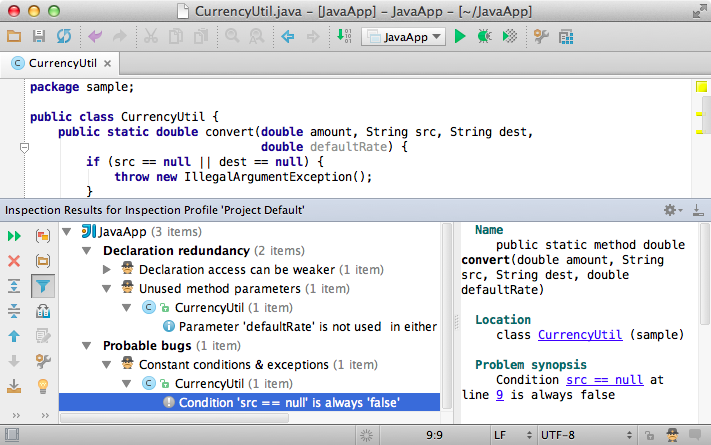 CurrencyUtil.java – [JavaApp] – JavaApp – [~/JavaApp]
JavaApp
CurrencyUtil
package sample;
public class CurrencyUtil {
public static double convert(double amount, String src, String dest,
double defaultRate) {
if (src == null || dest == null) {
throw new IllegalArgumentException();
}
Inspection Results for Inspection Profile 'Project Default'
JavaApp (3 items)
Declaration redundancy (2 items)
Declaration access can be weaker (1 item)
Unused method parameters (1 item)
CurrencyUtil (1 item)
Parameter 'defaultRate' is not used in either
Probable bugs (1 item)
Constant conditions & exceptions (1 item)
CurrencyUtil (1 item)
Condition 'src == null' is always 'false'
Name
public static method double
convert(double amount, String
src, String dest, double
defaultRate)
Location
class CurrencyUtil (sample)
Problem synopsis
Condition src == null at
line 9 is always false
9:9
LF
UTF-8